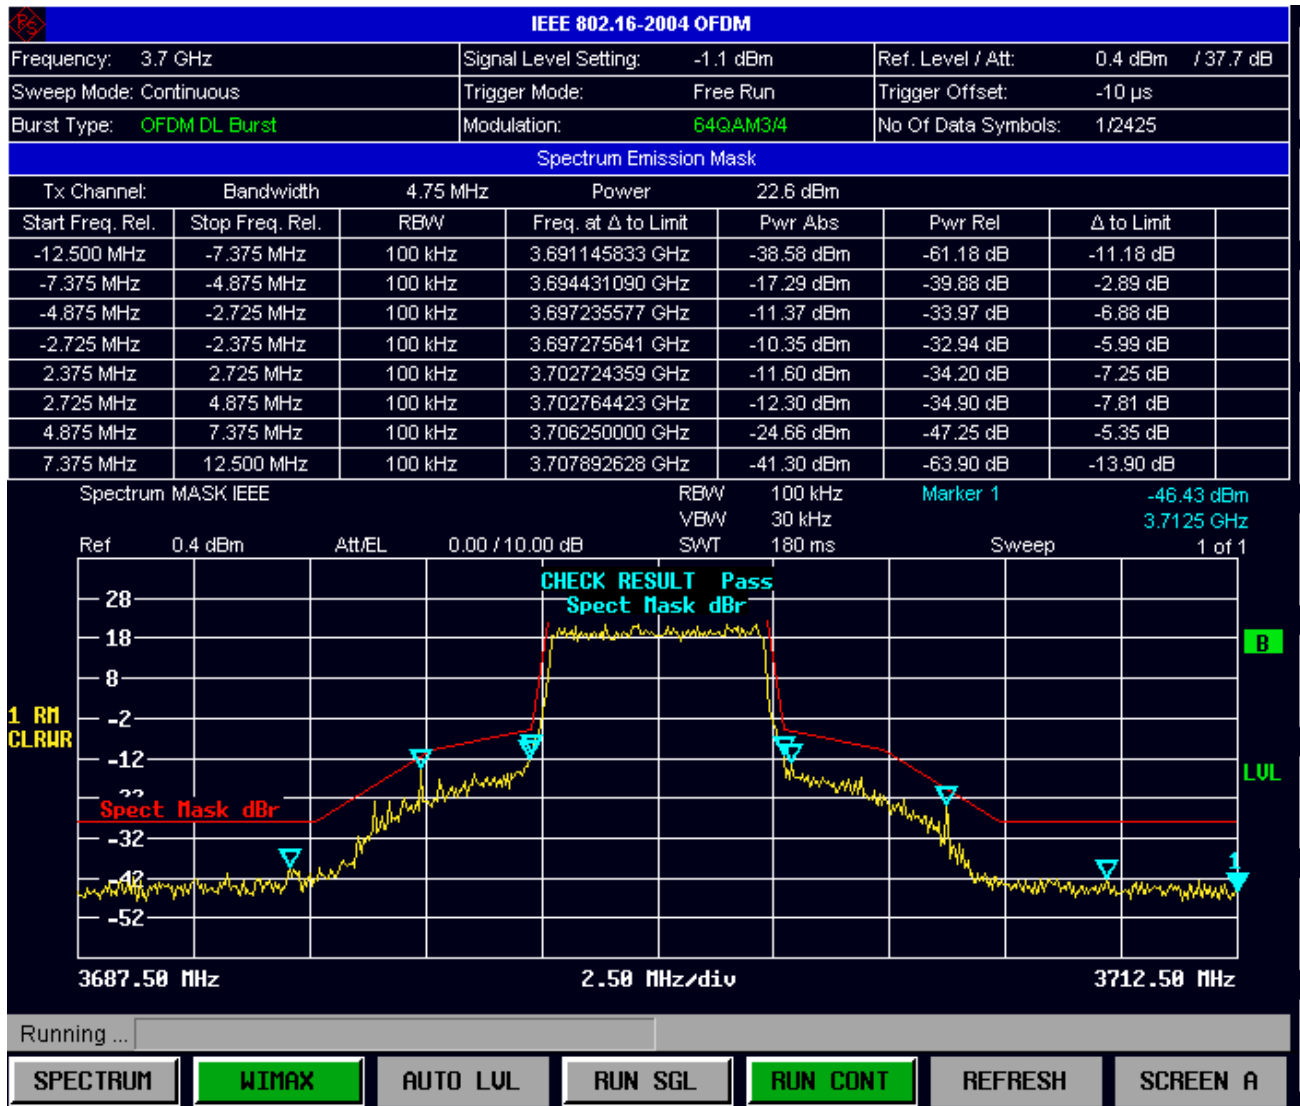 IEEE 802.16-2004 OFDM
Frequency: 3.7 GHz Signal Level Setting: -1.1 dBm Ref. Level / Att: 0.4 dBm / 37.7 dB
Sweep Mode: Continuous Trigger Mode: Free Run Trigger Offset: -10 µs
Burst Type: OFDM DL Burst Modulation: 64QAM3/4 No Of Data Symbols: 1/2425
Spectrum Emission Mask
Tx Channel: Bandwidth 4.75 MHz Power 22.6 dBm
Start Freq. Rel. Stop Freq. Rel. RBW Freq. at Δ to Limit Pwr Abs Pwr Rel Δ to Limit
-12.500 MHz -7.375 MHz 100 kHz 3.691145833 GHz -38.58 dBm -61.18 dB -11.18 dB
-7.375 MHz -4.875 MHz 100 kHz 3.694431090 GHz -17.29 dBm -39.88 dB -2.89 dB
-4.875 MHz -2.725 MHz 100 kHz 3.697235577 GHz -11.37 dBm -33.97 dB -6.88 dB
-2.725 MHz -2.375 MHz 100 kHz 3.697275641 GHz -10.35 dBm -32.94 dB -5.99 dB
2.375 MHz 2.725 MHz 100 kHz 3.702724359 GHz -11.60 dBm -34.20 dB -7.25 dB
2.725 MHz 4.875 MHz 100 kHz 3.702764423 GHz -12.30 dBm -34.90 dB -7.81 dB
4.875 MHz 7.375 MHz 100 kHz 3.706250000 GHz -24.66 dBm -47.25 dB -5.35 dB
7.375 MHz 12.500 MHz 100 kHz 3.707892628 GHz -41.30 dBm -63.90 dB -13.90 dB
Spectrum MASK IEEE RBW 100 kHz Marker 1 -46.43 dBm
VBW 30 kHz 3.7125 GHz
Ref 0.4 dBm Att/EL 0.00 / 10.00 dB SWT 180 ms Sweep 1 of 1
CHECK RESULT Pass
Spect Mask dBr
28
18
B
8
1 RM
-2
CLRWR
-12
LVL
-22
Spect Mask dBr
-32
1
-42
-52
3687.50 MHz 2.50 MHz/div 3712.50 MHz
Running ...
SPECTRUM WIMAX AUTO LVL RUN SGL RUN CONT REFRESH SCREEN A